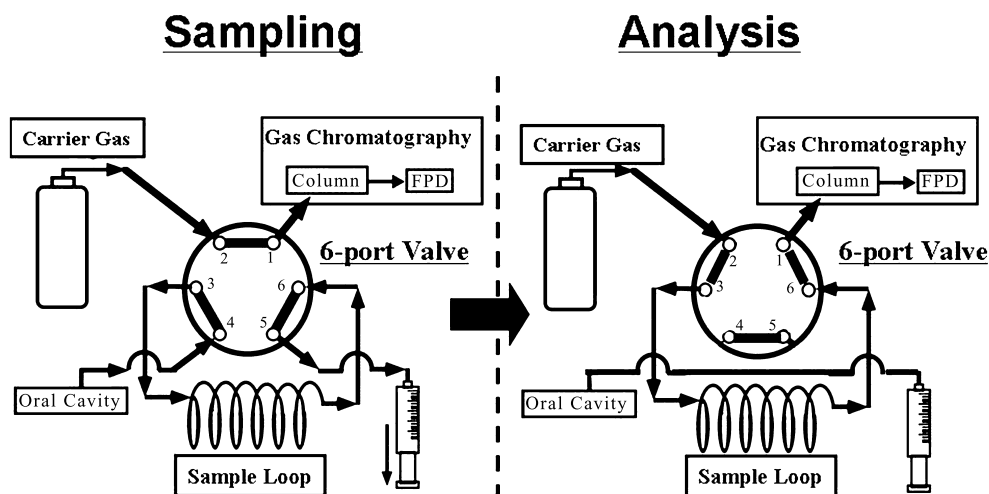 Sampling
Carrier Gas
Gas Chromatography
Column
FPD
6-port Valve
2
1
3
6
4
5
Oral Cavity
Sample Loop
Analysis
Carrier Gas
Gas Chromatography
Column
FPD
6-port Valve
2
1
3
6
4
5
Oral Cavity
Sample Loop